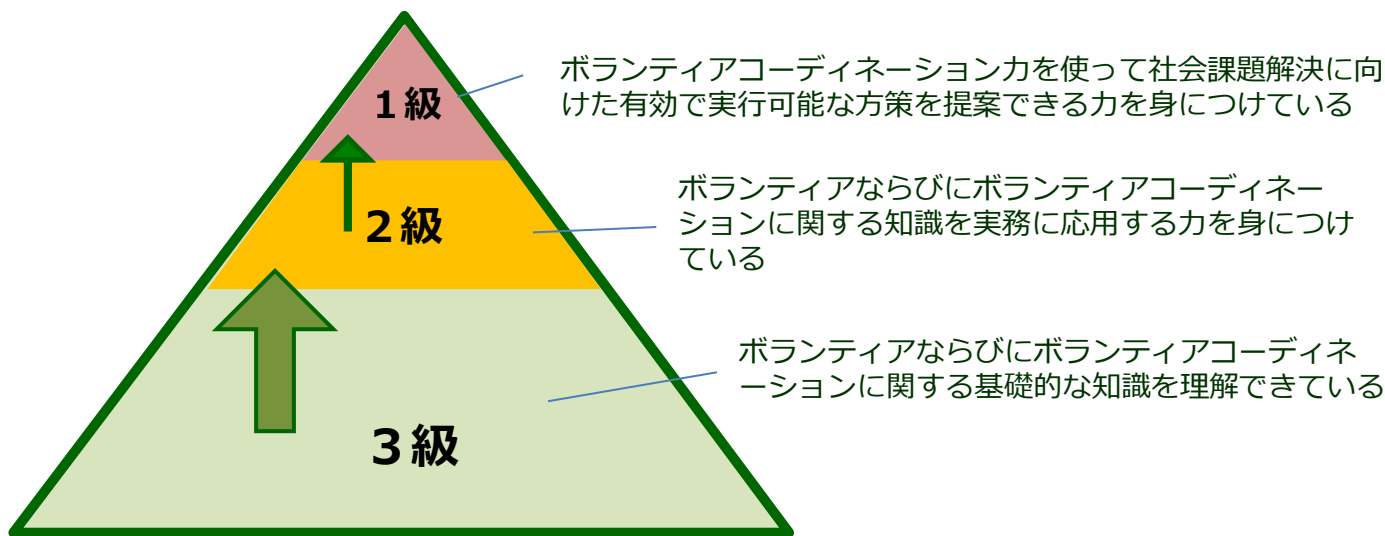 １級
ボランティアコーディネーション力を使って社会課題解決に向
けた有効で実行可能な方策を提案できる力を身につけている
２級
ボランティアならびにボランティアコーディネー
ションに関する知識を実務に応用する力を身につけ
ている
３級
ボランティアならびにボランティアコーディネ
ーションに関する基礎的な知識を理解できている